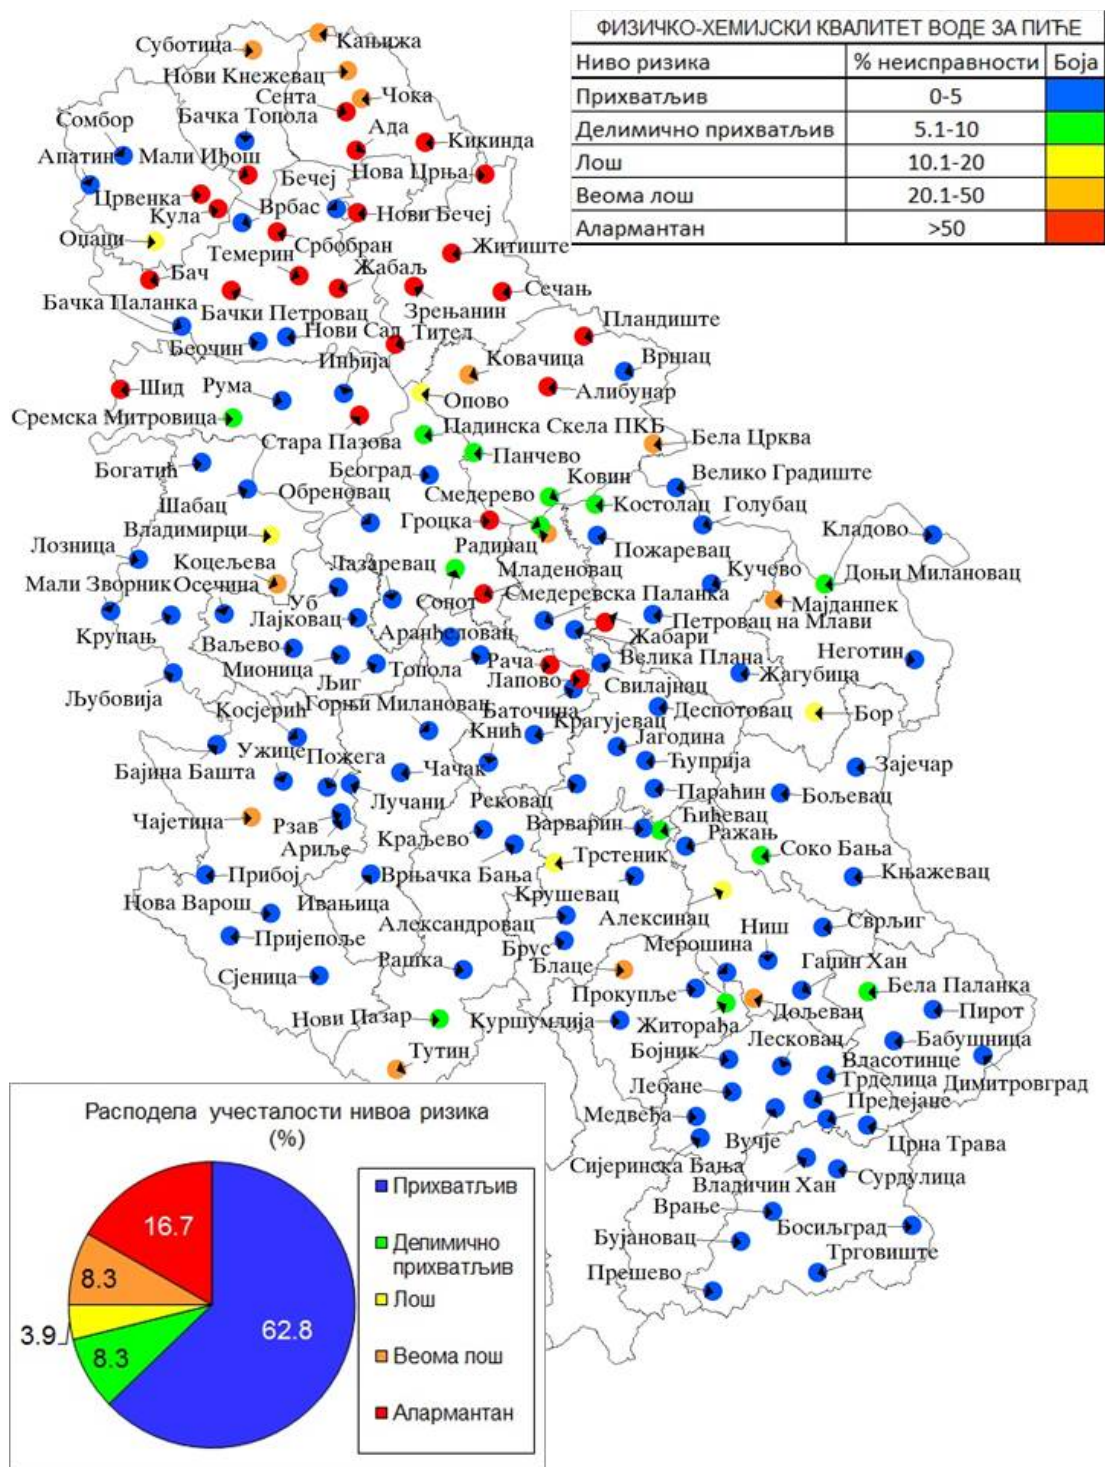 ФИЗИЧКО-ХЕМИЈСКИ КВАЛИТЕТ ВОДЕ ЗА ПИЋЕ
Ниво ризика % неисправности Боја
Прихватљив 0-5
Делимично прихватљив 5.1-10
Лош 10.1-20
Веома лош 20.1-50
Алармантан >50
Суботица
Кањижа
Нови Кнежевац
Сента
Чока
Сомбор
Бачка Топола
Ада
Кикинда
Апатин
Мали Иђош
Бечеј
Нова Црња
Црвенка
Кула
Врбас
Нови Бечеј
Оџаци
Србобран
Темерин
Житиште
Бач
Жабаљ
Бачка Паланка
Бачки Петровац
Зрењанин
Сечањ
Беочин
Нови Сад
Тител
Пландиште
Инђија
Ковачица
Вршац
Шид
Рума
Опово
Алибунар
Сремска Митровица
Стара Пазова
Падинска Скела ПКБ
Бела Црква
Панчево
Богатић
Београд
Ковин
Велико Градиште
Шабац
Обреновац
Смедерево
Костолац
Голубац
Владимирци
Гроцка
Кладово
Лозница
Радинац
Пожаревац
Коцељева
Лазаревац
Младеновац
Кучево
Доњи Милановац
Мали Зворник
Осечина
Уб
Сопот
Смедеревска Паланка
Мајданпек
Крупањ
Лајковац
Аранђеловац
Петровац на Млави
Жабари
Ваљево
Неготин
Мионица
Љиг
Топола
Рача
Велика Плана
Љубовија
Лапово
Свилајнац
Жагубица
Косјерић
Горњи Милановац
Баточина
Деспотовац
Бор
Кнић
Крагујевац
Ужице
Пожега
Јагодина
Бајина Башта
Чачак
Ћуприја
Зајечар
Лучани
Рековац
Параћин
Бољевац
Чајетина
Рзав
Варварин
Ћићевац
Ариље
Краљево
Ражањ
Трстеник
Соко Бања
Прибој
Врњачка Бања
Књажевац
Нова Варош
Ивањица
Крушевац
Александровац
Алексинац
Ниш
Сврљиг
Пријепоље
Брус
Мерошина
Рашка
Блаце
Гаџин Хан
Сјеница
Прокупље
Бела Паланка
Нови Пазар
Куршумлија
Житорађа
Дољевац
Пирот
Тутин
Бојник
Лесковац
Бабушница
Власотинце
Лебане
Грделица
Димитровград
Медвеђа
Предејане
Вучје
Црна Трава
Сијеринска Бања
Владичин Хан
Сурдулица
Врање
Босиљград
Бујановац
Трговиште
Прешево
Расподела учесталости нивоа ризика
(%)
16.7
8.3
3.9
8.3
62.8
Прихватљив
Делимично
прихватљив
Лош
Веома лош
Алармантан